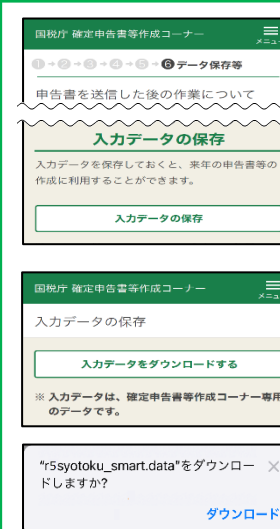 国税庁 確定申告書等作成コーナー
メニュー
1 2 3 4 5 6 データ保存等
申告書を送信した後の作業について
入力データの保存
入力データを保存しておくと、来年の申告書等の
作成に利用することができます。
入力データの保存
国税庁 確定申告書等作成コーナー
メニュー
入力データの保存
入力データをダウンロードする
※ 入力データは、確定申告書等作成コーナー専用
のデータです。
"r5syotoku_smart.data"をダウンロー
ドしますか?
ダウンロード